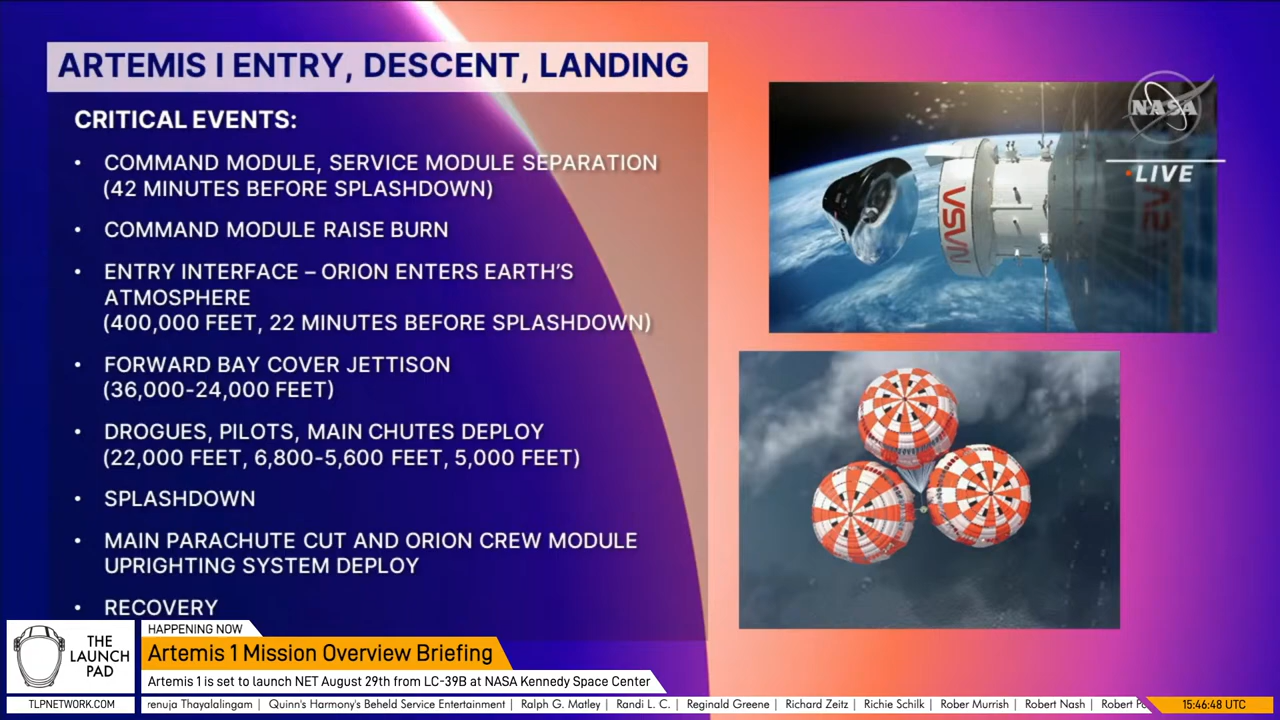 ARTEMIS I ENTRY, DESCENT, LANDING
CRITICAL EVENTS:
• COMMAND MODULE, SERVICE MODULE SEPARATION
(42 MINUTES BEFORE SPLASHDOWN)
• COMMAND MODULE RAISE BURN
• ENTRY INTERFACE – ORION ENTERS EARTH'S
ATMOSPHERE
(400,000 FEET, 22 MINUTES BEFORE SPLASHDOWN)
• FORWARD BAY COVER JETTISON
(36,000-24,000 FEET)
• DROGUES, PILOTS, MAIN CHUTES DEPLOY
(22,000 FEET, 6,800-5,600 FEET, 5,000 FEET)
• SPLASHDOWN
• MAIN PARACHUTE CUT AND ORION CREW MODULE
UPRIGHTING SYSTEM DEPLOY
• RECOVERY
NASA
LIVE
NASA
THE
LAUNCH
PAD
HAPPENING NOW
Artemis 1 Mission Overview Briefing
Artemis 1 is set to launch NET August 29th from LC-39B at NASA Kennedy Space Center
TLPNETWORK.COM
renuja Thayalalingam | Quinn's Harmony's Beheld Service Entertainment | Ralph G. Matley | Randi L. C. | Reginald Greene | Richard Zeitz | Richie Schilk | Rober Murrish | Robert Nash | Robert
15:46:48 UTC